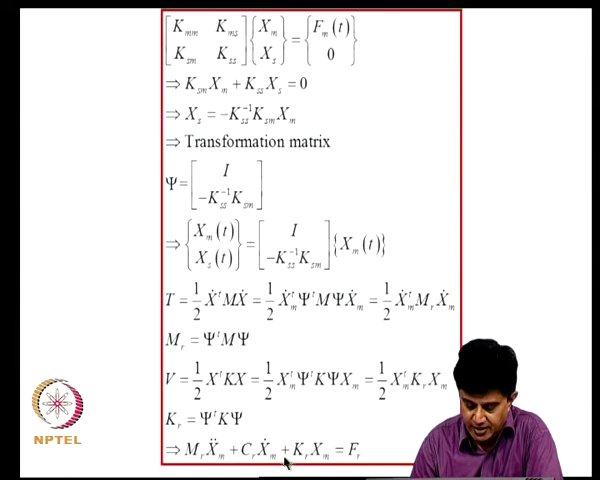 [K_mm K_ms; K_sm K_ss] {X_m; X_s} = {F_m(t); 0}
⇒ K_sm X_m + K_ss X_s = 0
⇒ X_s = −K_ss^−1 K_sm X_m
⇒ Transformation matrix
Ψ = [I; −K_ss^−1 K_sm]
⇒ {X_m(t); X_s(t)} = [I; −K_ss^−1 K_sm] {X_m(t)}
T = 1/2 Ẋ^t M Ẋ = 1/2 Ẋ_m^t Ψ^t M Ψ Ẋ_m = 1/2 Ẋ_m^t M_r Ẋ_m
M_r = Ψ^t M Ψ
V = 1/2 X^t K X = 1/2 X_m^t Ψ^t K Ψ X_m = 1/2 X_m^t K_r X_m
K_r = Ψ^t K Ψ
⇒ M_r Ẍ_m + C_r Ẋ_m + K_r X_m = F_r
NPTEL